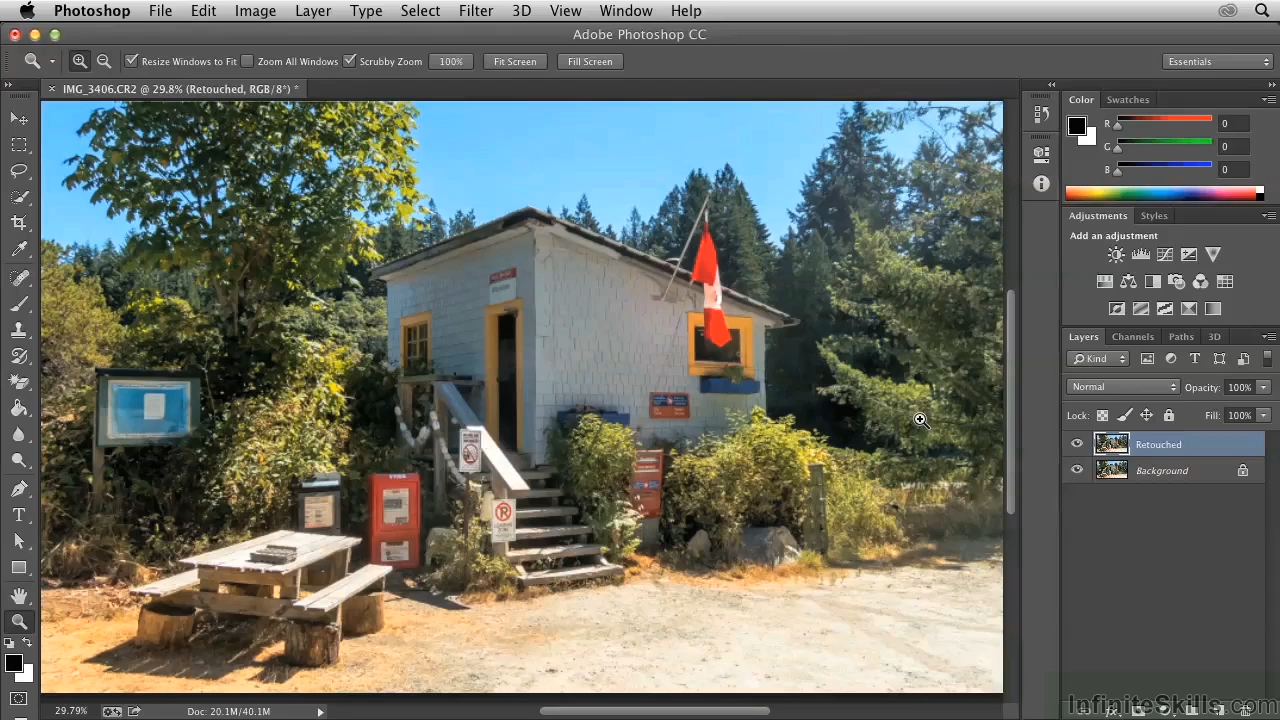 Photoshop File Edit Image Layer Type Select Filter 3D View Window Help
Adobe Photoshop CC
Resize Windows to Fit Zoom All Windows Scrubby Zoom 100% Fit Screen Fill Screen Essentials
IMG_3406.CR2 @ 29.8% (Retouched, RGB/8*) *
Color Swatches
R 0
G 0
B 0
Adjustments Styles
Add an adjustment
Layers Channels Paths 3D
Kind
Normal Opacity: 100%
Lock: Fill: 100%
Retouched
Background
29.79% Doc: 20.1M/40.1M
InfiniteSkills.com